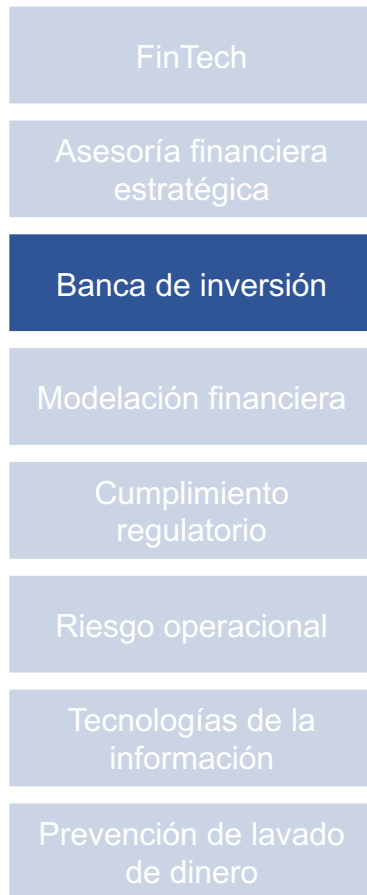 FinTech
Asesoría financiera
estratégica
Banca de inversión
Modelación financiera
Cumplimiento
regulatorio
Riesgo operacional
Tecnologías de la
información
Prevención de lavado
de dinero